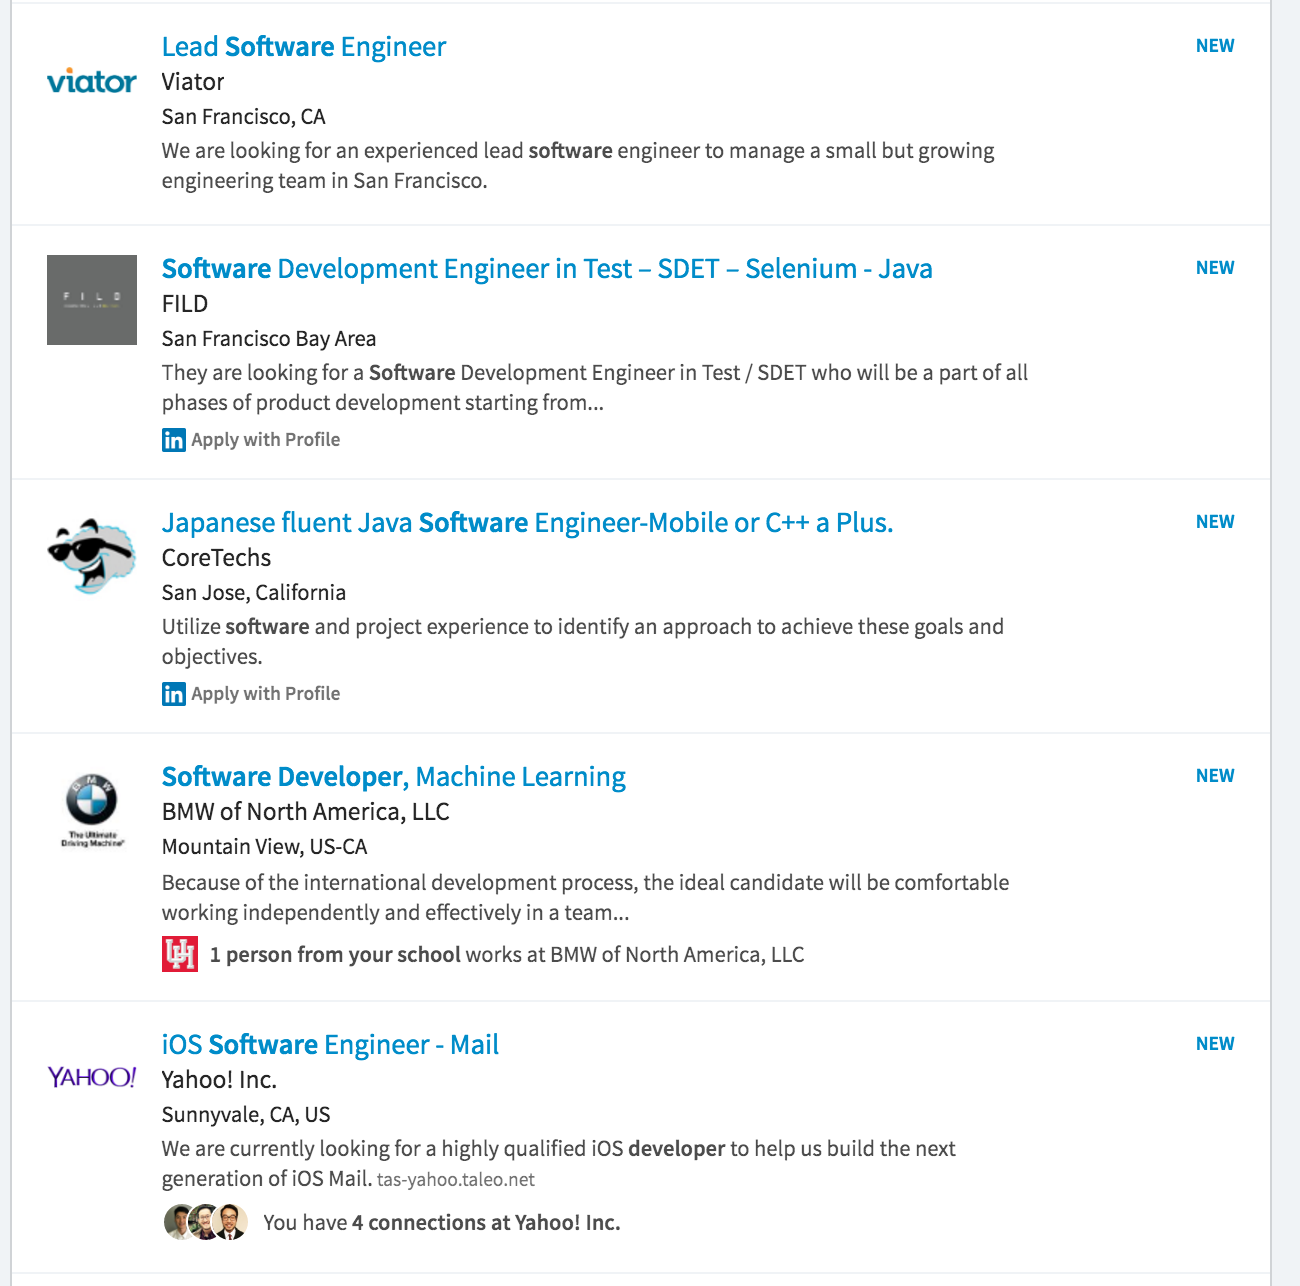 Lead Software Engineer
NEW
viator
Viator
San Francisco, CA
We are looking for an experienced lead software engineer to manage a small but growing
engineering team in San Francisco.
Software Development Engineer in Test – SDET – Selenium - Java
NEW
FILD
FILD
San Francisco Bay Area
They are looking for a Software Development Engineer in Test / SDET who will be a part of all
phases of product development starting from...
in Apply with Profile
Japanese fluent Java Software Engineer-Mobile or C++ a Plus.
NEW
CoreTechs
San Jose, California
Utilize software and project experience to identify an approach to achieve these goals and
objectives.
in Apply with Profile
Software Developer, Machine Learning
NEW
BMW
The Ultimate
Driving Machine®
BMW of North America, LLC
Mountain View, US-CA
Because of the international development process, the ideal candidate will be comfortable
working independently and effectively in a team...
UH 1 person from your school works at BMW of North America, LLC
iOS Software Engineer - Mail
NEW
YAHOO!
Yahoo! Inc.
Sunnyvale, CA, US
We are currently looking for a highly qualified iOS developer to help us build the next
generation of iOS Mail. tas-yahoo.taleo.net
You have 4 connections at Yahoo! Inc.